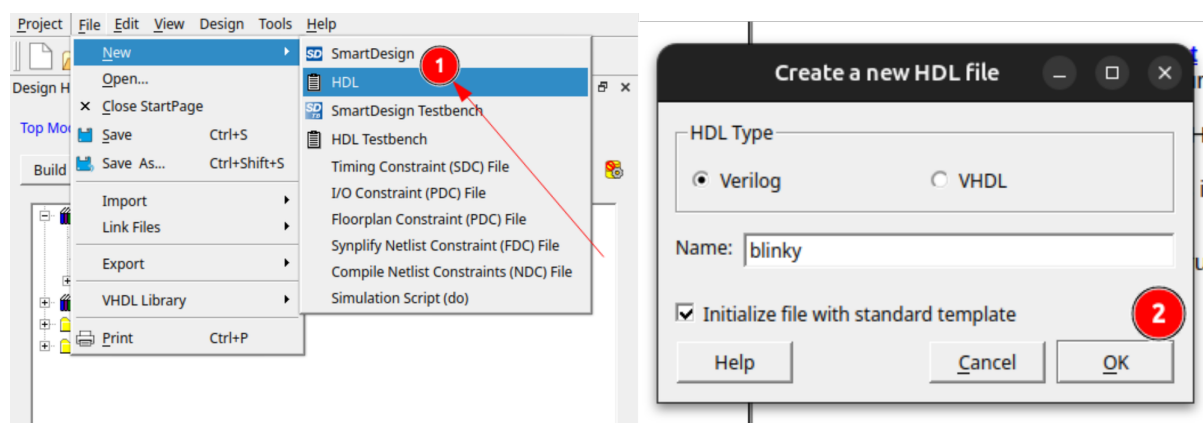 Project File Edit View Design Tools Help
New
Open...
Close StartPage
Save Ctrl+S
Save As... Ctrl+Shift+S
Import
Link Files
Export
VHDL Library
Print Ctrl+P
Design H
Top Mo
Build
SD SmartDesign
1
HDL
SD SmartDesign Testbench
HDL Testbench
Timing Constraint (SDC) File
I/O Constraint (PDC) File
Floorplan Constraint (PDC) File
Synplify Netlist Constraint (FDC) File
Compile Netlist Constraints (NDC) File
Simulation Script (do)
Create a new HDL file
HDL Type
Verilog VHDL
Name: blinky
Initialize file with standard template
2
Help Cancel OK